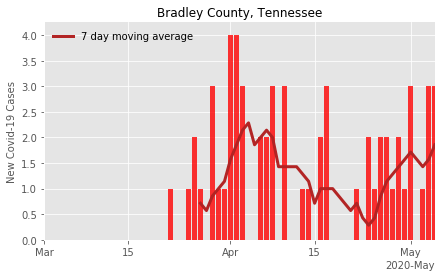 Bradley County, Tennessee
7 day moving average
New Covid-19 Cases
4.0
3.5
3.0
2.5
2.0
1.5
1.0
0.5
0.0
Mar 15 Apr 15 May
2020-May